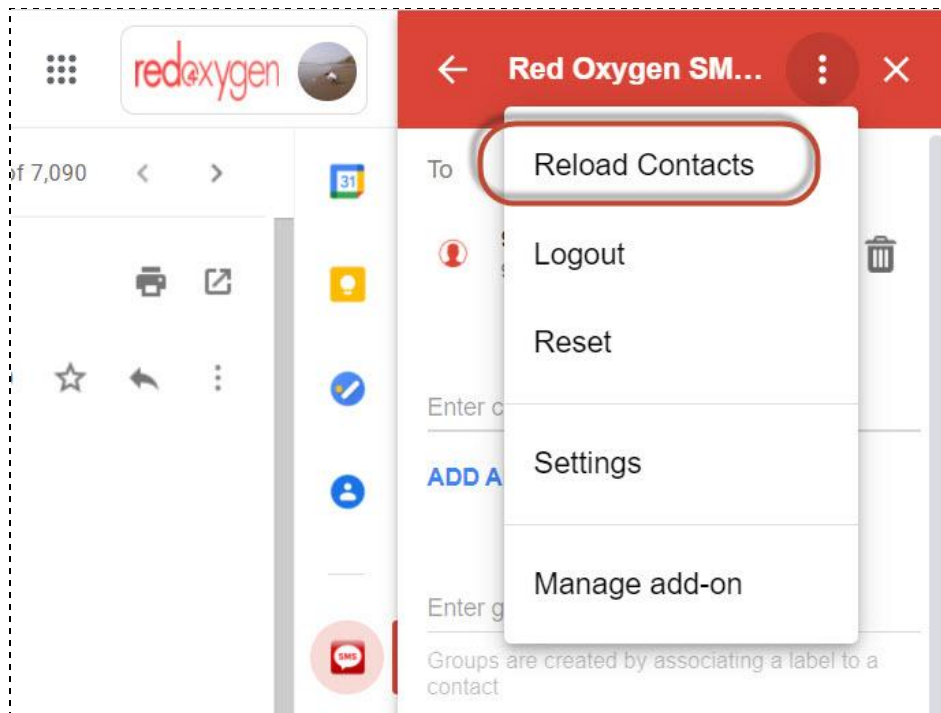 redoxygen
Red Oxygen SM...
of 7,090
31
To
Reload Contacts
Logout
Reset
Enter c
Settings
ADD A
Manage add-on
Enter g
SMS
Groups are created by associating a label to a
contact